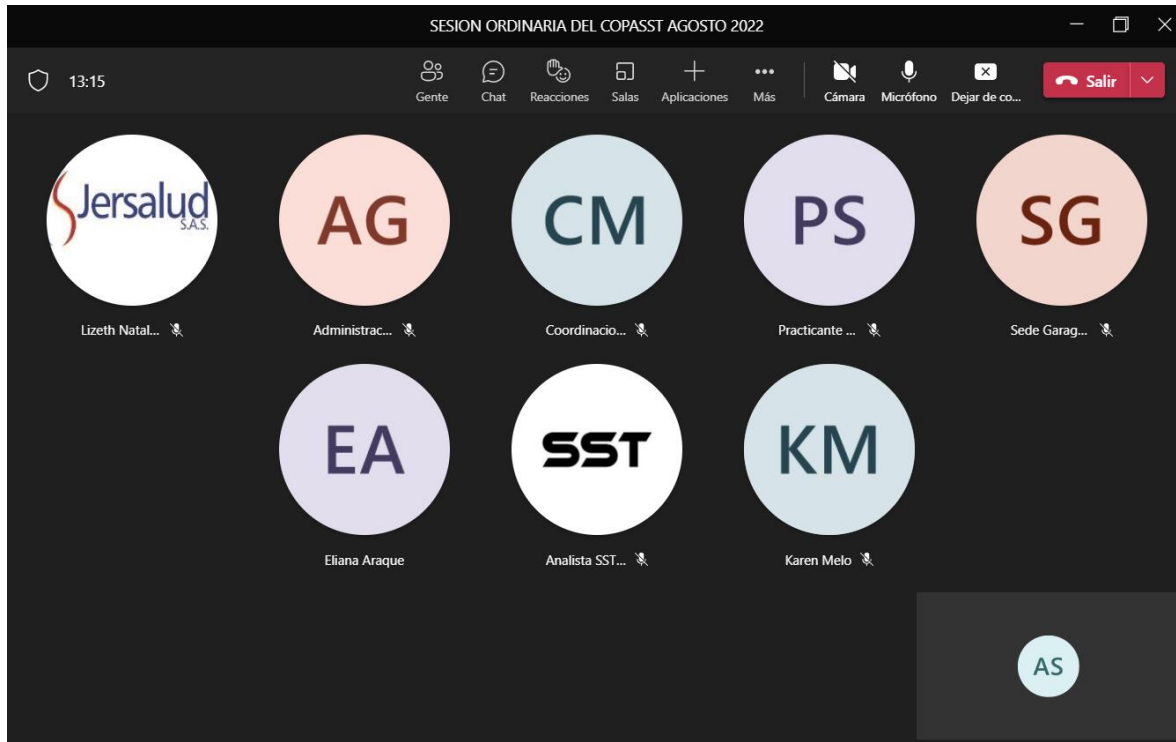 SESION ORDINARIA DEL COPASST AGOSTO 2022
13:15
Gente Chat Reacciones Salas Aplicaciones Más Cámara Micrófono Dejar de co... Salir
Jersalud
S.A.S.
AG CM PS SG
Lizeth Natal... Administrac... Coordinacio... Practicante ... Sede Garag...
EA SST KM
Eliana Araque Analista SST... Karen Melo
AS